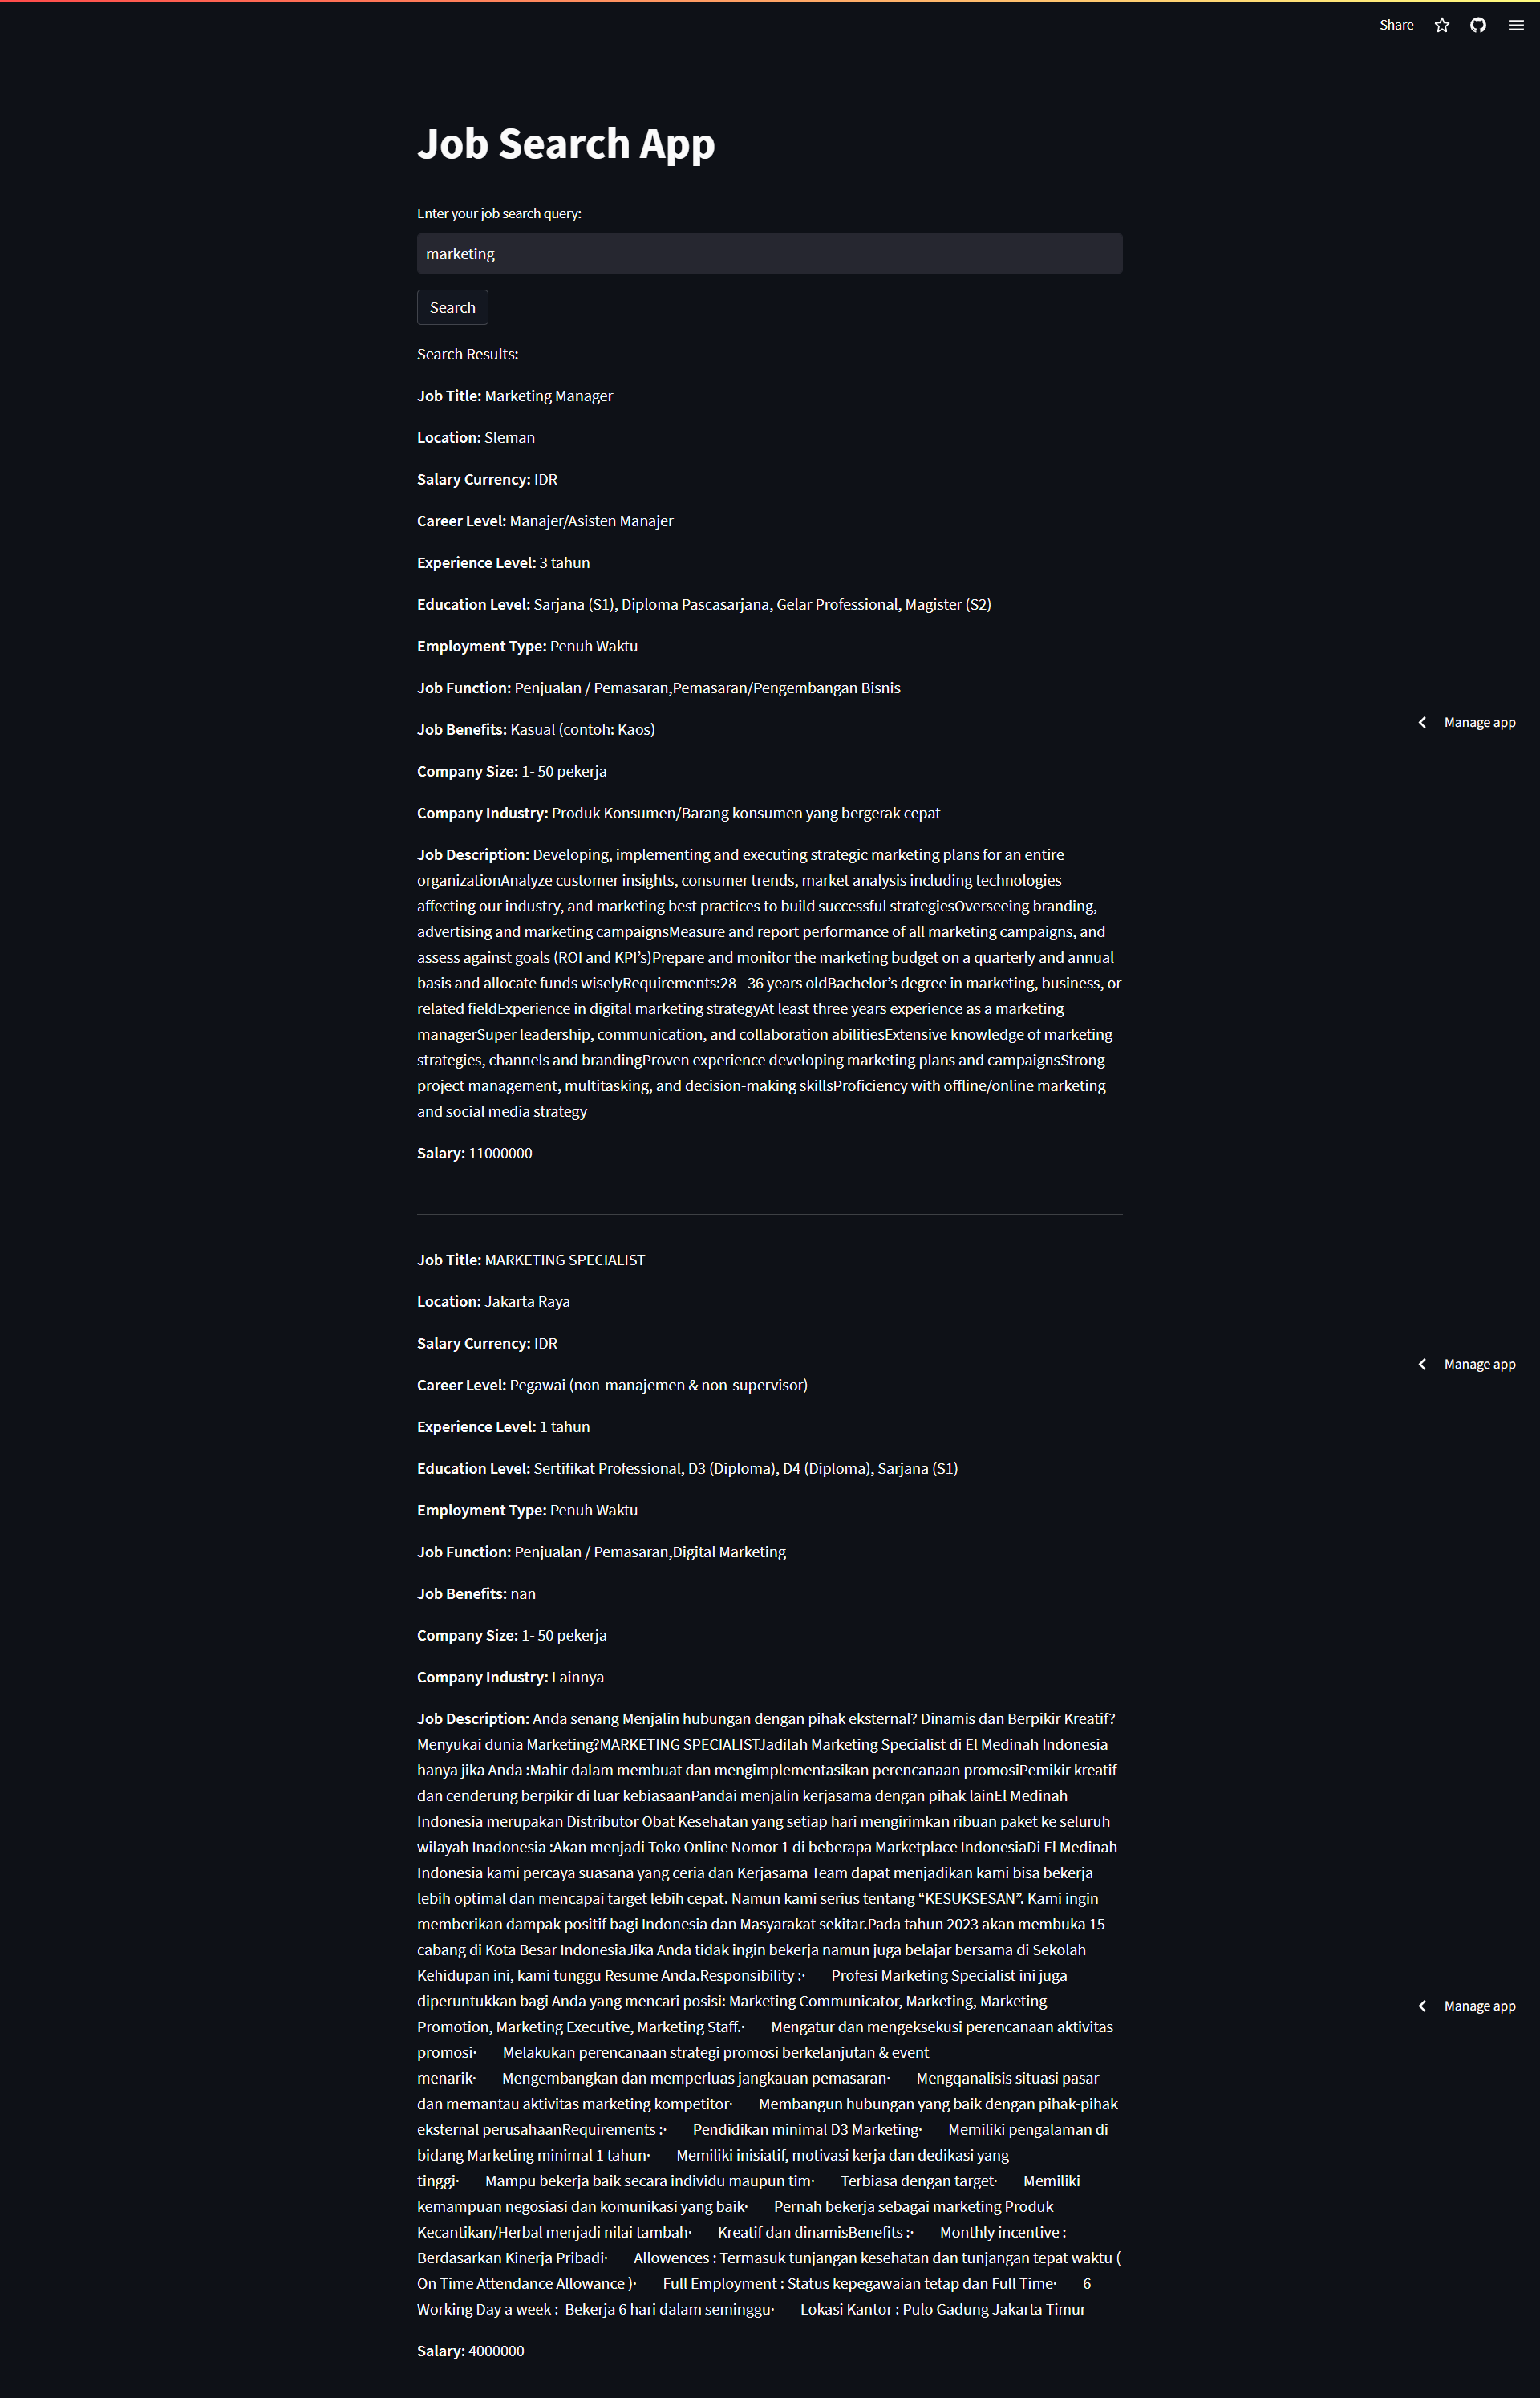 Share
Job Search App
Enter your job search query:
marketing
Search
Search Results:
Job Title: Marketing Manager
Location: Sleman
Salary Currency: IDR
Career Level: Manajer/Asisten Manajer
Experience Level: 3 tahun
Education Level: Sarjana (S1), Diploma Pascasarjana, Gelar Professional, Magister (S2)
Employment Type: Penuh Waktu
Job Function: Penjualan / Pemasaran,Pemasaran/Pengembangan Bisnis
Manage app
Job Benefits: Kasual (contoh: Kaos)
Company Size: 1- 50 pekerja
Company Industry: Produk Konsumen/Barang konsumen yang bergerak cepat
Job Description: Developing, implementing and executing strategic marketing plans for an entire
organizationAnalyze customer insights, consumer trends, market analysis including technologies
affecting our industry, and marketing best practices to build successful strategiesOverseeing branding,
advertising and marketing campaignsMeasure and report performance of all marketing campaigns, and
assess against goals (ROI and KPI’s)Prepare and monitor the marketing budget on a quarterly and annual
basis and allocate funds wiselyRequirements:28 - 36 years oldBachelor’s degree in marketing, business, or
related fieldExperience in digital marketing strategyAt least three years experience as a marketing
managerSuper leadership, communication, and collaboration abilitiesExtensive knowledge of marketing
strategies, channels and brandingProven experience developing marketing plans and campaignsStrong
project management, multitasking, and decision-making skillsProficiency with offline/online marketing
and social media strategy
Salary: 11000000
Job Title: MARKETING SPECIALIST
Location: Jakarta Raya
Salary Currency: IDR
Manage app
Career Level: Pegawai (non-manajemen & non-supervisor)
Experience Level: 1 tahun
Education Level: Sertifikat Professional, D3 (Diploma), D4 (Diploma), Sarjana (S1)
Employment Type: Penuh Waktu
Job Function: Penjualan / Pemasaran,Digital Marketing
Job Benefits: nan
Company Size: 1- 50 pekerja
Company Industry: Lainnya
Job Description: Anda senang Menjalin hubungan dengan pihak eksternal? Dinamis dan Berpikir Kreatif?
Menyukai dunia Marketing?MARKETING SPECIALISTJadilah Marketing Specialist di El Medinah Indonesia
hanya jika Anda :Mahir dalam membuat dan mengimplementasikan perencanaan promosiPemikir kreatif
dan cenderung berpikir di luar kebiasaanPandai menjalin kerjasama dengan pihak lainEl Medinah
Indonesia merupakan Distributor Obat Kesehatan yang setiap hari mengirimkan ribuan paket ke seluruh
wilayah Inadonesia :Akan menjadi Toko Online Nomor 1 di beberapa Marketplace IndonesiaDi El Medinah
Indonesia kami percaya suasana yang ceria dan Kerjasama Team dapat menjadikan kami bisa bekerja
lebih optimal dan mencapai target lebih cepat. Namun kami serius tentang “KESUKSESAN”. Kami ingin
memberikan dampak positif bagi Indonesia dan Masyarakat sekitar.Pada tahun 2023 akan membuka 15
cabang di Kota Besar IndonesiaJika Anda tidak ingin bekerja namun juga belajar bersama di Sekolah
Kehidupan ini, kami tunggu Resume Anda.Responsibility :· Profesi Marketing Specialist ini juga
diperuntukkan bagi Anda yang mencari posisi: Marketing Communicator, Marketing, Marketing
Manage app
Promotion, Marketing Executive, Marketing Staff.· Mengatur dan mengeksekusi perencanaan aktivitas
promosi· Melakukan perencanaan strategi promosi berkelanjutan & event
menarik· Mengembangkan dan memperluas jangkauan pemasaran· Mengqanalisis situasi pasar
dan memantau aktivitas marketing kompetitor· Membangun hubungan yang baik dengan pihak-pihak
eksternal perusahaanRequirements :· Pendidikan minimal D3 Marketing· Memiliki pengalaman di
bidang Marketing minimal 1 tahun· Memiliki inisiatif, motivasi kerja dan dedikasi yang
tinggi· Mampu bekerja baik secara individu maupun tim· Terbiasa dengan target· Memiliki
kemampuan negosiasi dan komunikasi yang baik· Pernah bekerja sebagai marketing Produk
Kecantikan/Herbal menjadi nilai tambah· Kreatif dan dinamisBenefits :· Monthly incentive :
Berdasarkan Kinerja Pribadi· Allowences : Termasuk tunjangan kesehatan dan tunjangan tepat waktu (
On Time Attendance Allowance )· Full Employment : Status kepegawaian tetap dan Full Time· 6
Working Day a week : Bekerja 6 hari dalam seminggu· Lokasi Kantor : Pulo Gadung Jakarta Timur
Salary: 4000000